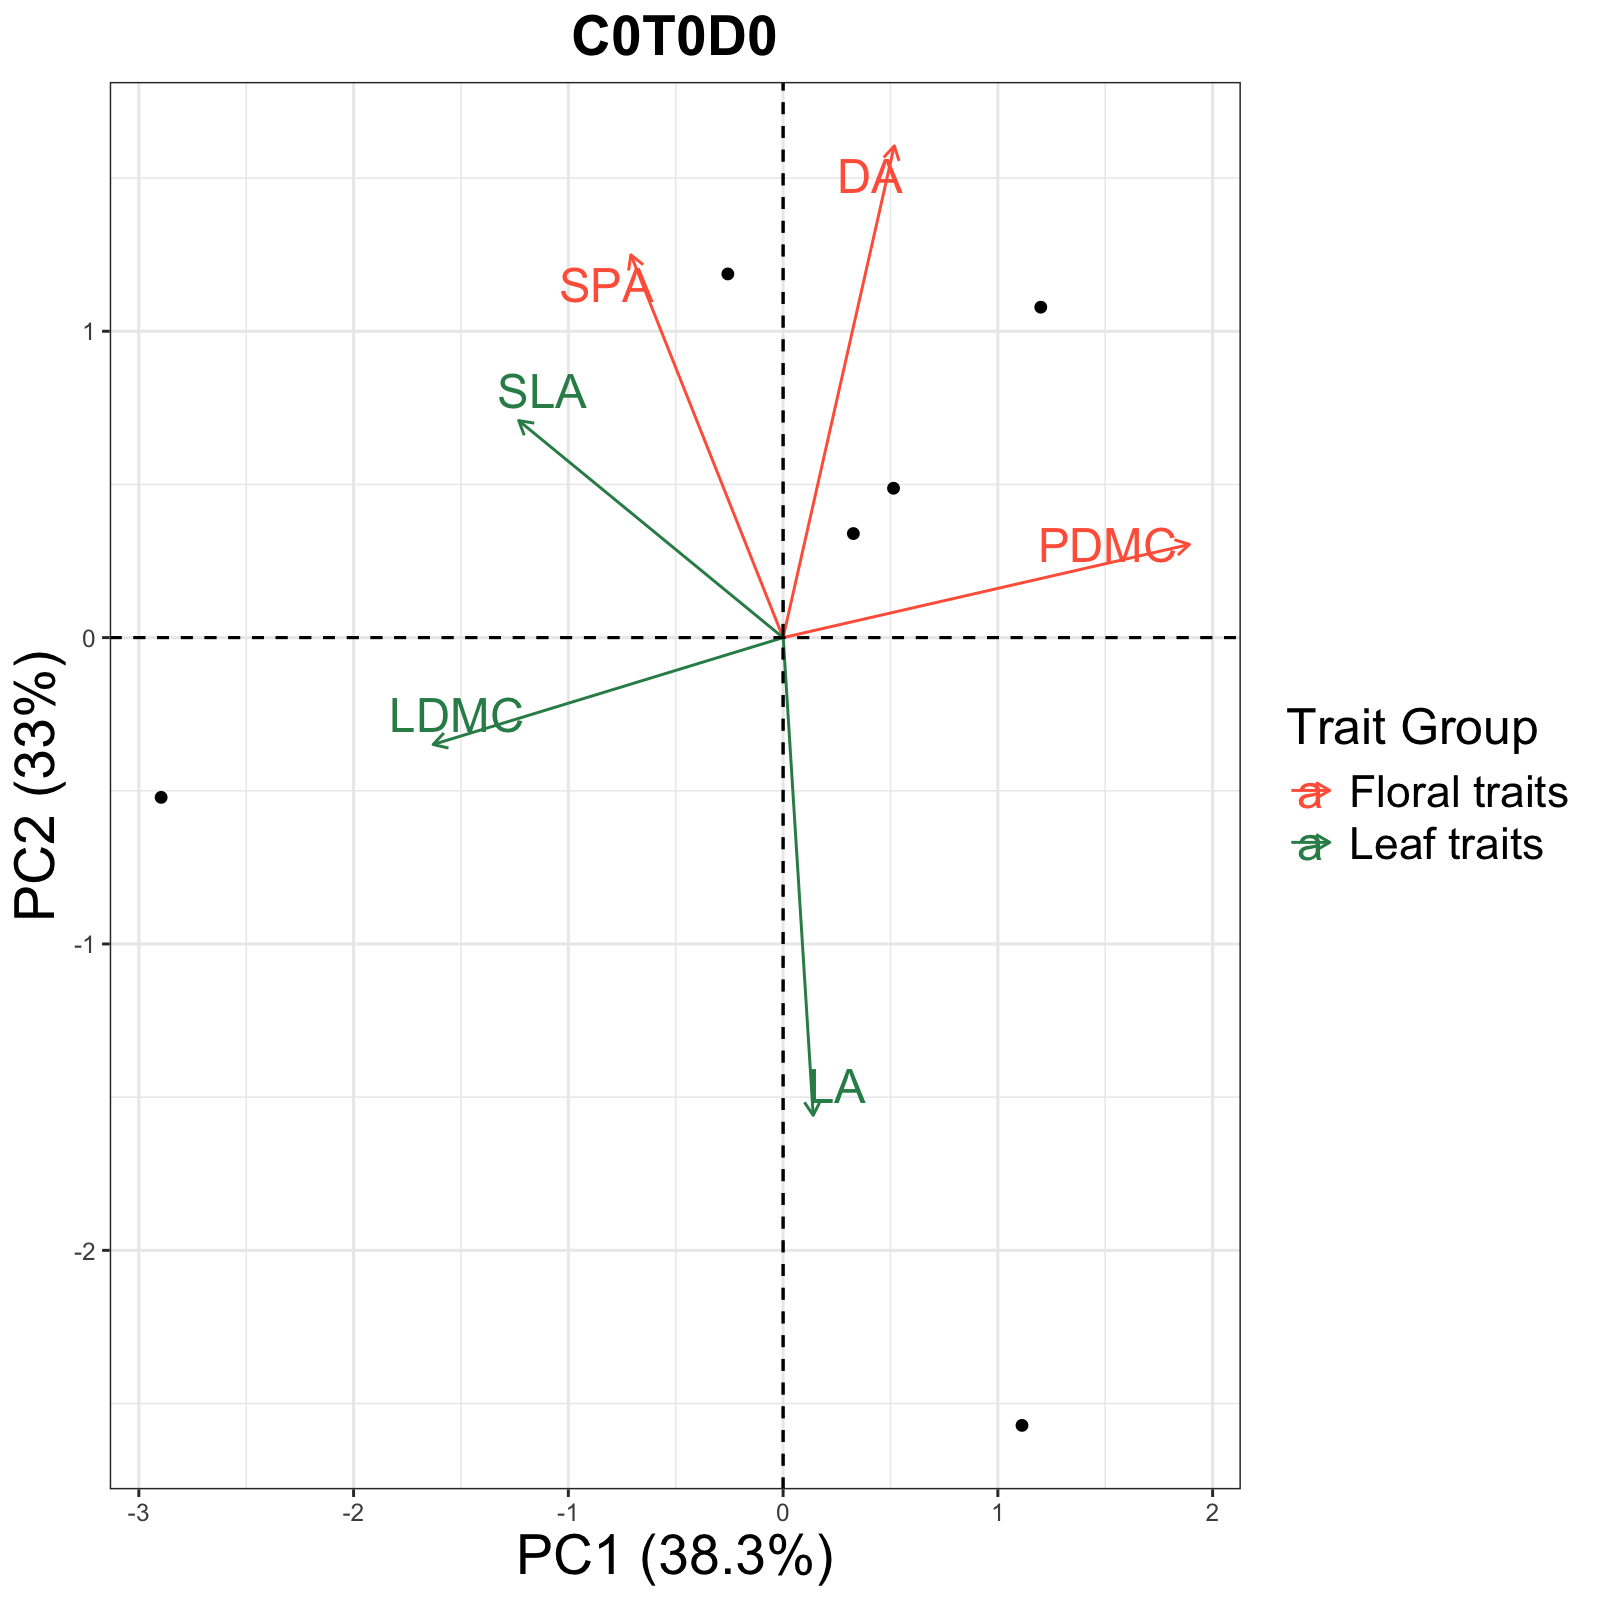 C0T0D0
DA
SPA
SLA
PDMC
LDMC
LA
1
0
-1
-2
-3
-2
-1
0
1
2
PC2 (33%)
PC1 (38.3%)
Trait Group
a Floral traits
a Leaf traits